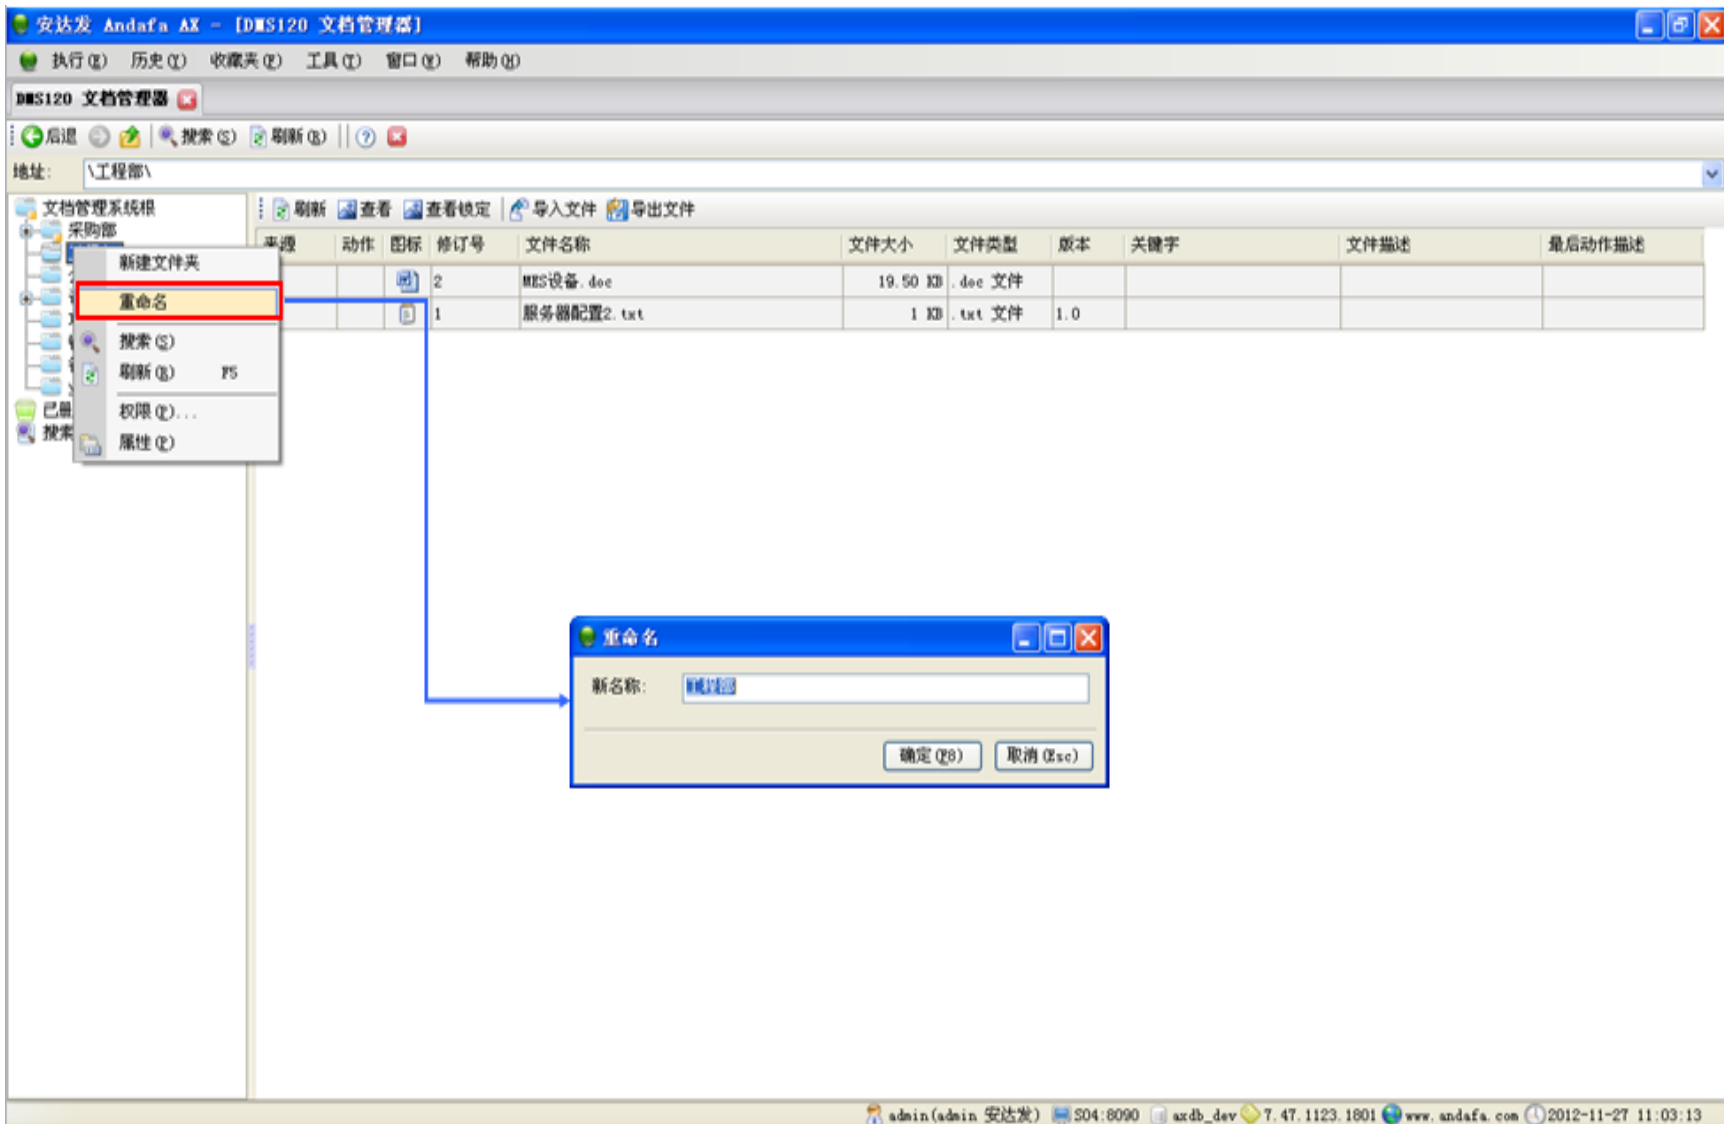 安达发 Andafa AX - [DMS120 文档管理器]
执行(E) 历史(Y) 收藏夹(F) 工具(T) 窗口(W) 帮助(H)
DMS120 文档管理器
后退 搜索(S) 刷新(R)
地址: \工程部\
文档管理系统根
采购部
刷新 查看 查看锁定 导入文件 导出文件
来源 动作 图标 修订号 文件名称 文件大小 文件类型 版本 关键字 文件描述 最后动作描述
2 MES设备.doc 19.50 KB .doc 文件
1 服务器配置2.txt 1 KB .txt 文件 1.0
新建文件夹
重命名
搜索(S)
刷新(R) F5
权限(P)...
属性(P)
搜索
重命名
新名称: 工程部
确定(F8) 取消(Esc)
admin(admin 安达发) S04:8090 axdb_dev 7.47.1123.1801 www.andafa.com 2012-11-27 11:03:13